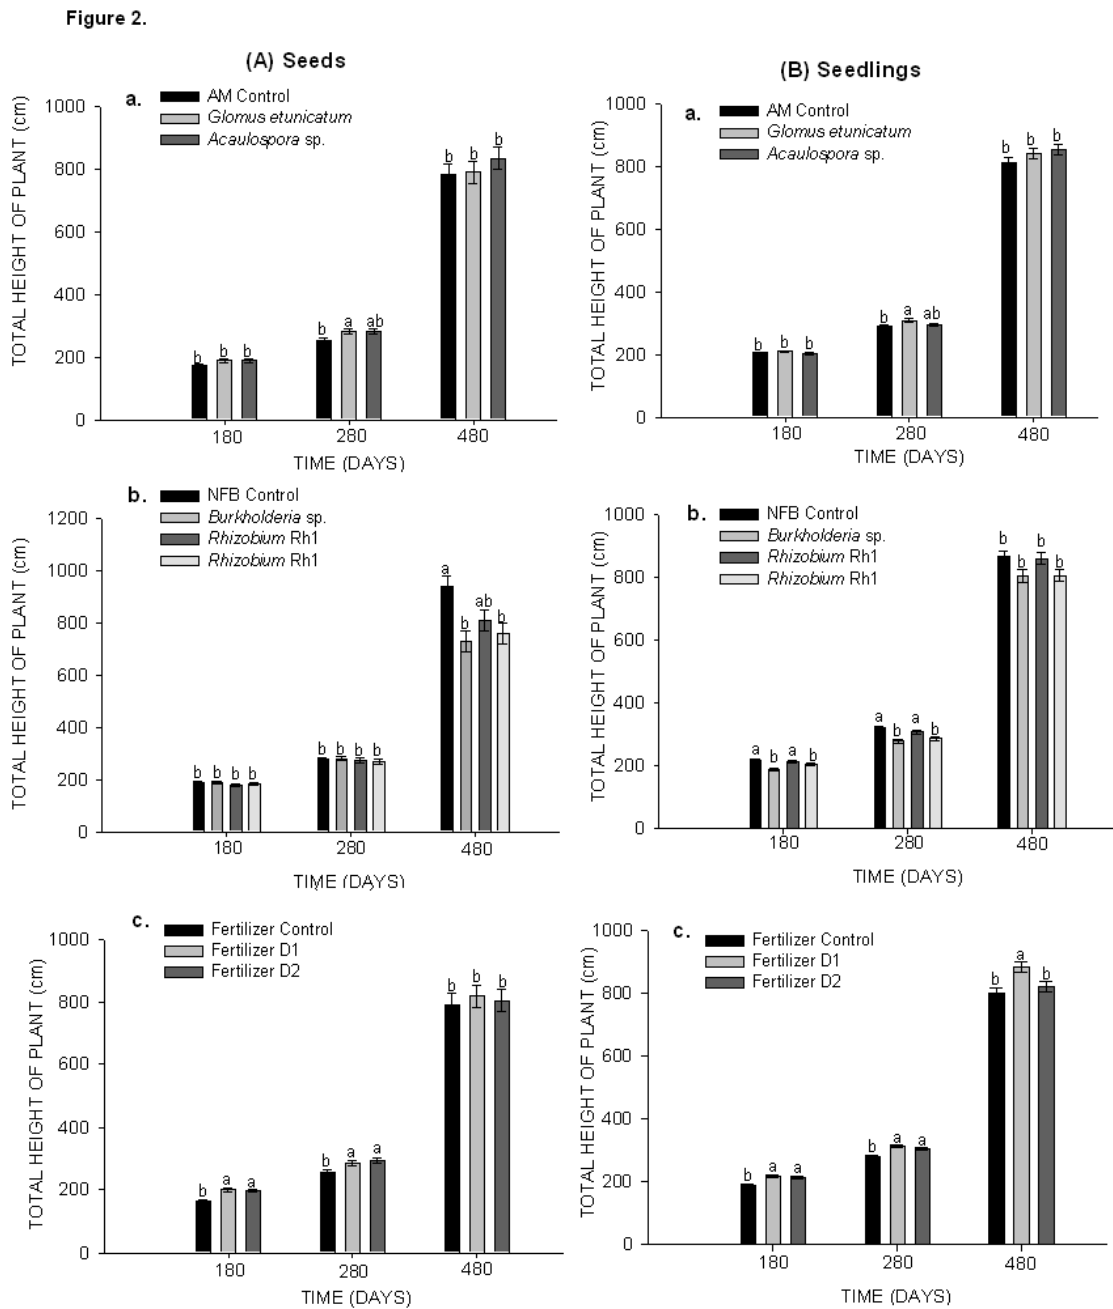 Figure 2.
(A) Seeds
a.
AM Control
Glomus etunicatum
Acaulospora sp.
TOTAL HEIGHT OF PLANT (cm)
1000
800
600
400
200
0
b b b
b a ab
b b b
180 280 480
TIME (DAYS)
b.
NFB Control
Burkholderia sp.
Rhizobium Rh1
Rhizobium Rh1
TOTAL HEIGHT OF PLANT (cm)
1200
1000
800
600
400
200
0
b b b b
b b b b
a b ab b
180 280 480
TIME (DAYS)
c.
Fertilizer Control
Fertilizer D1
Fertilizer D2
TOTAL HEIGHT OF PLANT (cm)
1000
800
600
400
200
0
b a a
b a a
b b b
180 280 480
TIME (DAYS)
(B) Seedlings
a.
AM Control
Glomus etunicatum
Acaulospora sp.
TOTAL HEIGHT OF PLANT (cm)
1000
800
600
400
200
0
b b b
b a ab
b b b
180 280 480
TIME (DAYS)
b.
NFB Control
Burkholderia sp.
Rhizobium Rh1
Rhizobium Rh1
TOTAL HEIGHT OF PLANT (cm)
1000
800
600
400
200
0
a b a b
a b a b
b b b b
180 280 480
TIME (DAYS)
c.
Fertilizer Control
Fertilizer D1
Fertilizer D2
TOTAL HEIGHT OF PLANT (cm)
1000
800
600
400
200
0
b a a
b a a
b a b
180 280 480
TIME (DAYS)